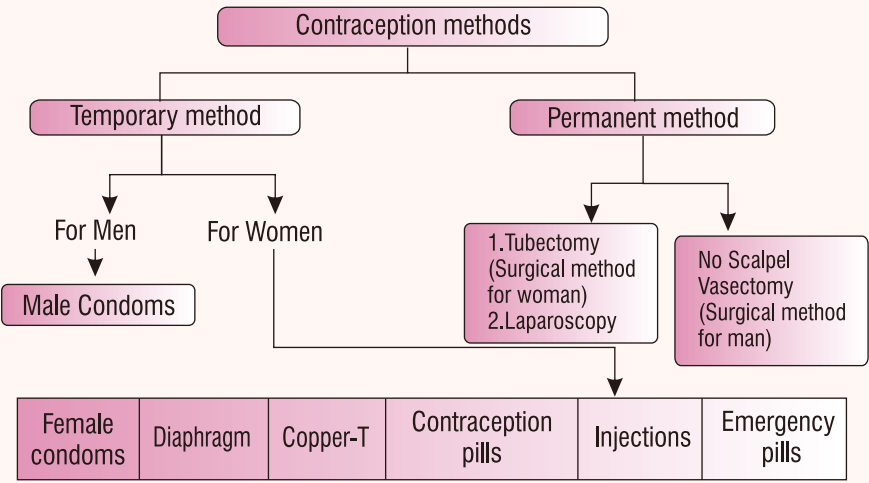 Contraception methods
Temporary method
Permanent method
For Men
For Women
Male Condoms
1.Tubectomy
(Surgical method
for woman)
2.Laparoscopy
No Scalpel
Vasectomy
(Surgical method
for man)
Female
condoms
Diaphragm
Copper-T
Contraception
pills
Injections
Emergency
pills